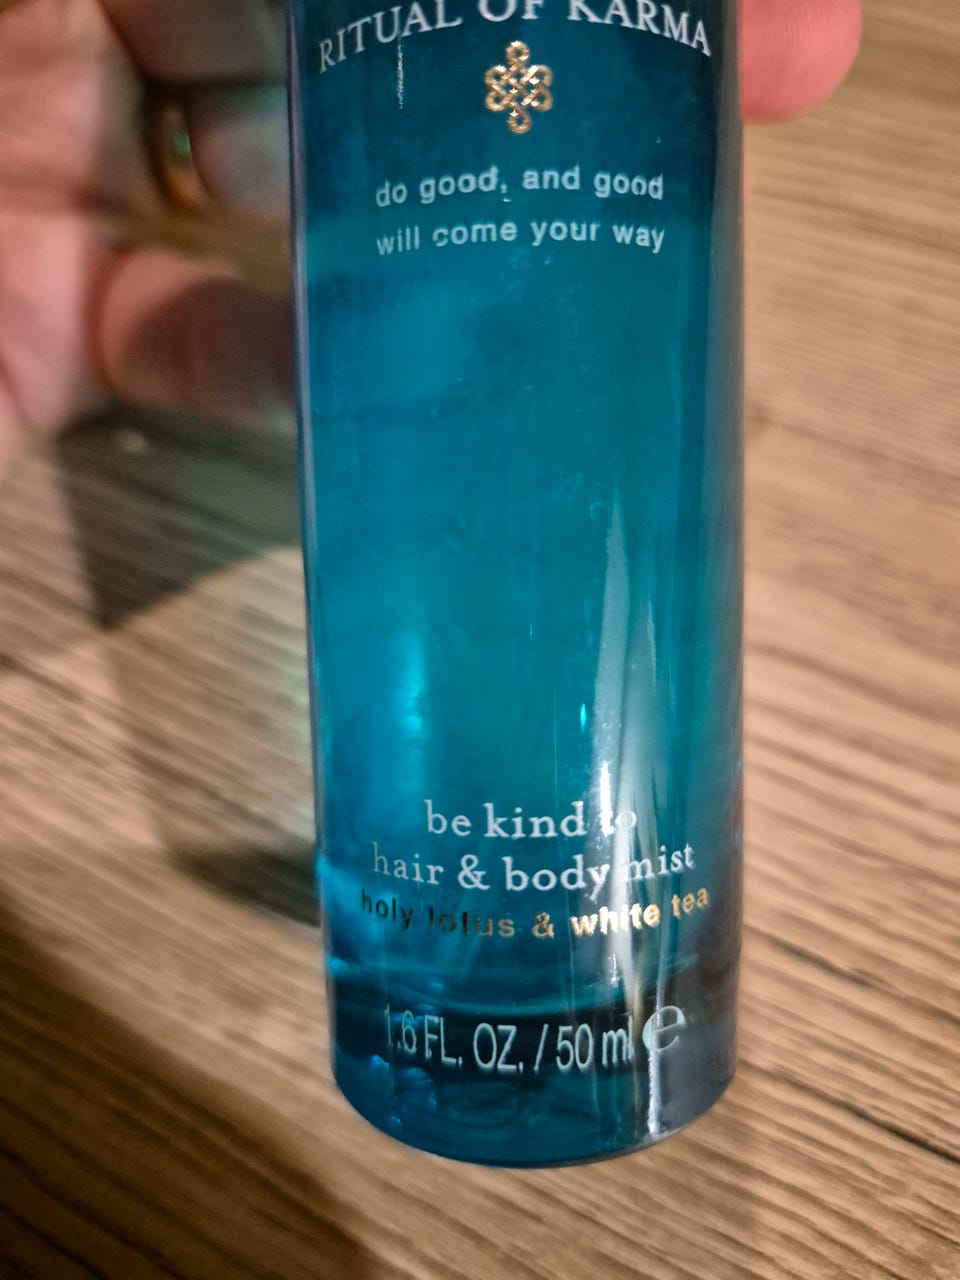 RITUAL OF KARMA
do good, and good
will come your way
be kind to
hair & body mist
holy lotus & white tea
1.6 FL. OZ. / 50 ml e